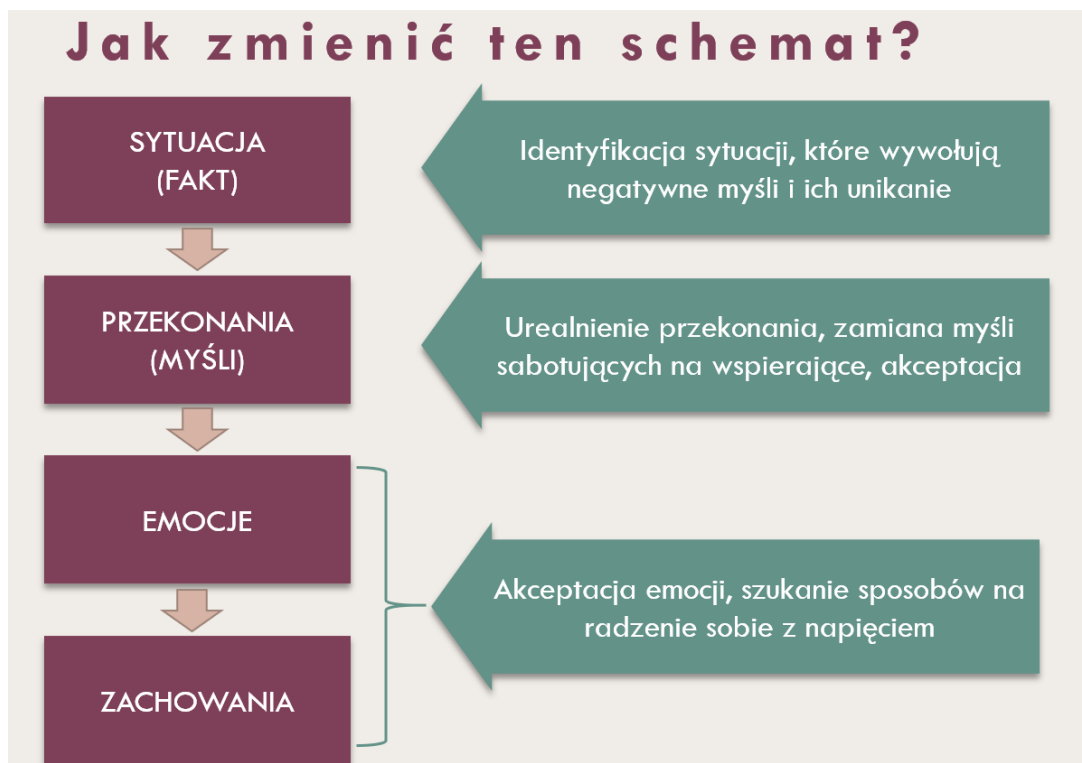 Jak zmienić ten schemat?
SYTUACJA
(FAKT)
Identyfikacja sytuacji, które wywołują
negatywne myśli i ich unikanie
PRZEKONANIA
(MYŚLI)
Urealnienie przekonania, zamiana myśli
sabotujących na wspierające, akceptacja
EMOCJE
Akceptacja emocji, szukanie sposobów na
radzenie sobie z napięciem
ZACHOWANIA